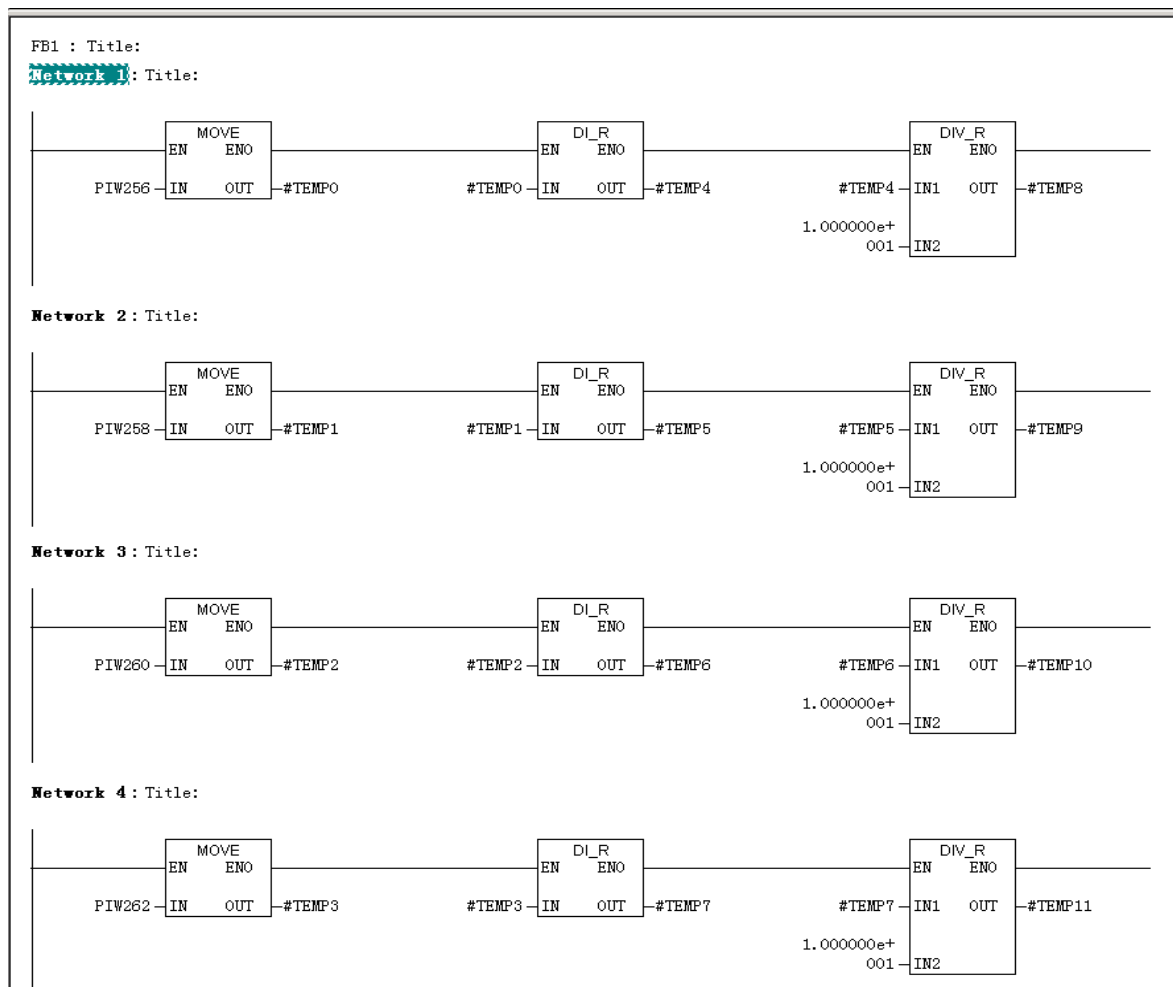 FB1 : Title:
Network 1: Title:
MOVE DI_R DIV_R
EN ENO EN ENO EN ENO
PIW256 IN OUT #TEMP0 #TEMP0 IN OUT #TEMP4 #TEMP4 IN1 OUT #TEMP8
1.000000e+
001 IN2
Network 2: Title:
MOVE DI_R DIV_R
EN ENO EN ENO EN ENO
PIW258 IN OUT #TEMP1 #TEMP1 IN OUT #TEMP5 #TEMP5 IN1 OUT #TEMP9
1.000000e+
001 IN2
Network 3: Title:
MOVE DI_R DIV_R
EN ENO EN ENO EN ENO
PIW260 IN OUT #TEMP2 #TEMP2 IN OUT #TEMP6 #TEMP6 IN1 OUT #TEMP10
1.000000e+
001 IN2
Network 4: Title:
MOVE DI_R DIV_R
EN ENO EN ENO EN ENO
PIW262 IN OUT #TEMP3 #TEMP3 IN OUT #TEMP7 #TEMP7 IN1 OUT #TEMP11
1.000000e+
001 IN2